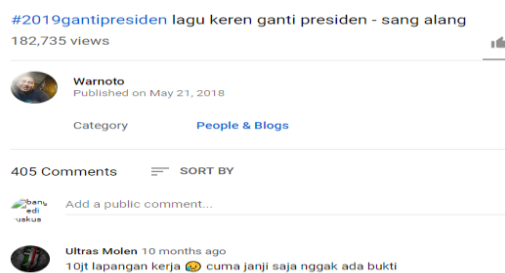 #2019gantipresiden lagu keren ganti presiden - sang alang
182,735 views
Warnoto
Published on May 21, 2018
Category People & Blogs
405 Comments SORT BY
bang edi
Add a public comment...
Ultras Molen 10 months ago
10jt lapangan kerja 🤣 cuma janji saja nggak ada bukti